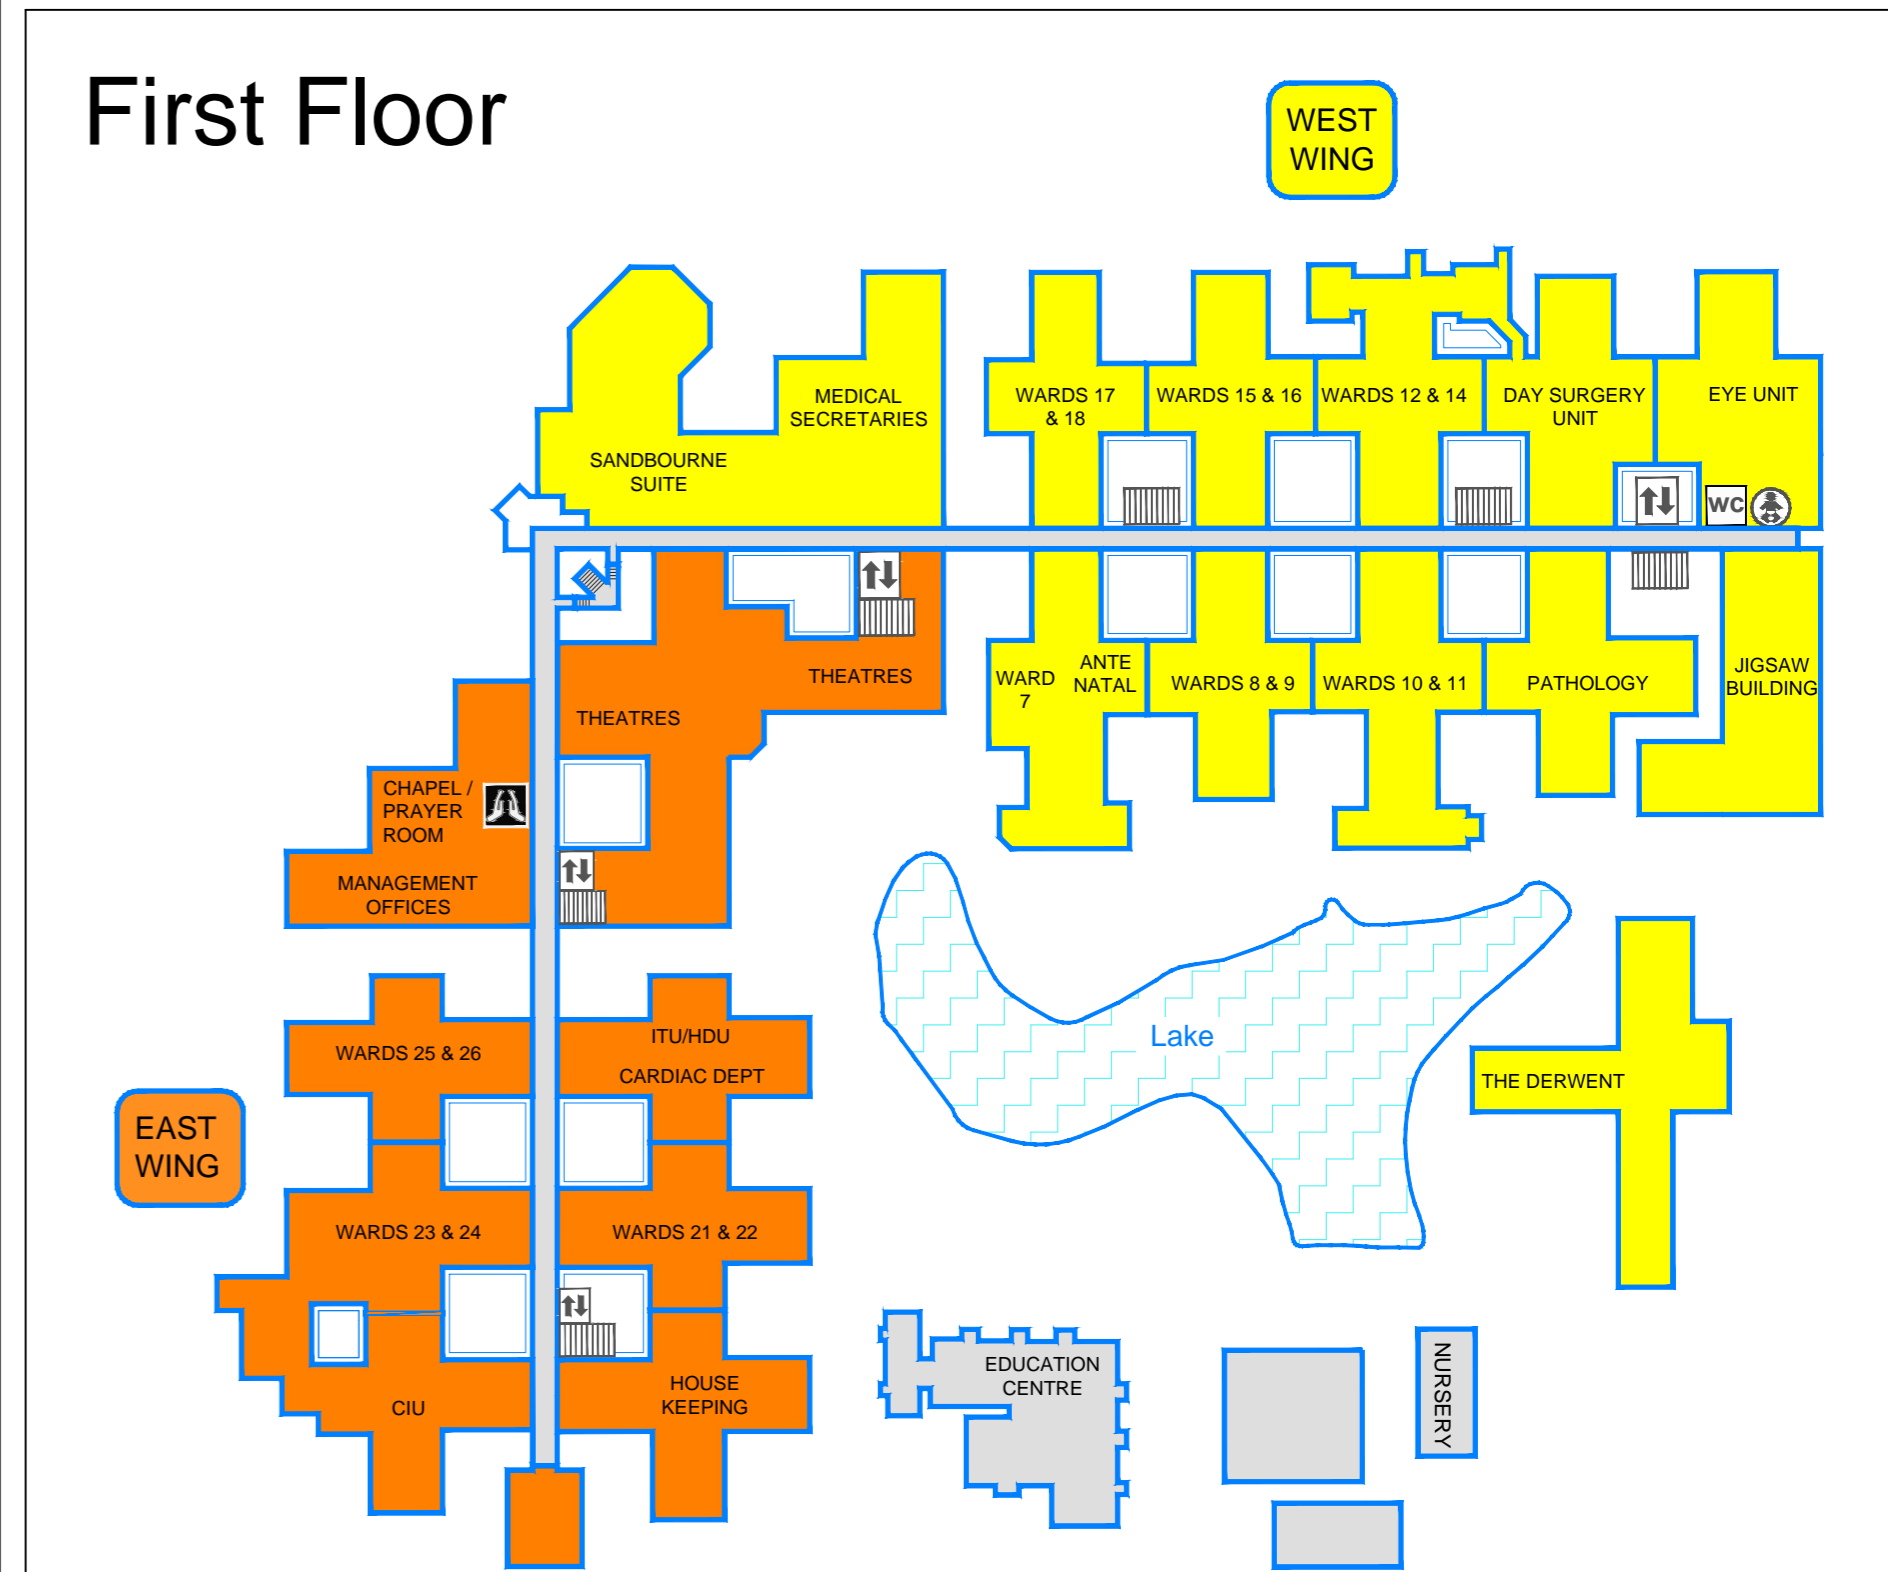 First Floor
WEST
WING
MEDICAL
SECRETARIES
SANDBOURNE
SUITE
WARDS 17
& 18
WARDS 15 & 16
WARDS 12 & 14
DAY SURGERY
UNIT
EYE UNIT
WC
THEATRES
THEATRES
WARD
7
ANTE
NATAL
WARDS 8 & 9
WARDS 10 & 11
PATHOLOGY
JIGSAW
BUILDING
CHAPEL /
PRAYER
ROOM
MANAGEMENT
OFFICES
WARDS 25 & 26
ITU/HDU
CARDIAC DEPT
Lake
THE DERWENT
EAST
WING
WARDS 23 & 24
WARDS 21 & 22
CIU
HOUSE
KEEPING
EDUCATION
CENTRE
NURSERY